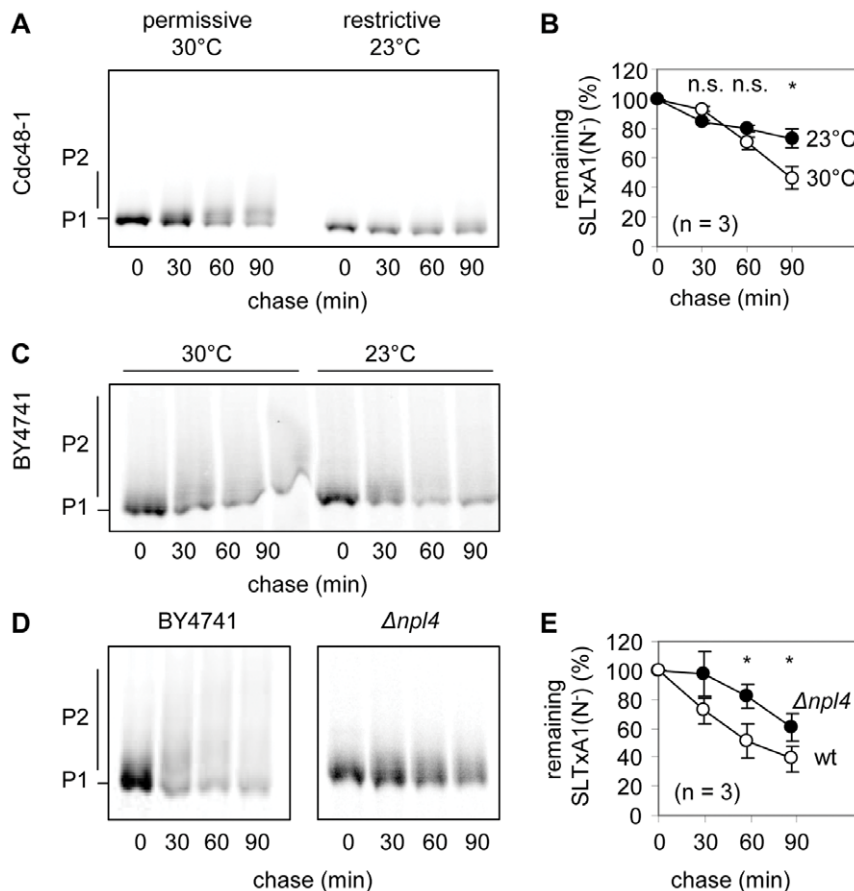 A
permissive
30°C
restrictive
23°C
Cdc48-1
P2
P1
0 30 60 90 0 30 60 90
chase (min)
B
remaining
SLTxA1(N-) (%)
120
100
80
60
40
20
0
n.s. n.s. *
23°C
30°C
(n = 3)
0 30 60 90
chase (min)
C
30°C 23°C
BY4741
P2
P1
0 30 60 90 0 30 60 90
chase (min)
D
BY4741 Δnpl4
P2
P1
0 30 60 90 0 30 60 90
chase (min)
E
remaining
SLTxA1(N-) (%)
120
100
80
60
40
20
0
* *
Δnpl4
wt
(n = 3)
0 30 60 90
chase (min)